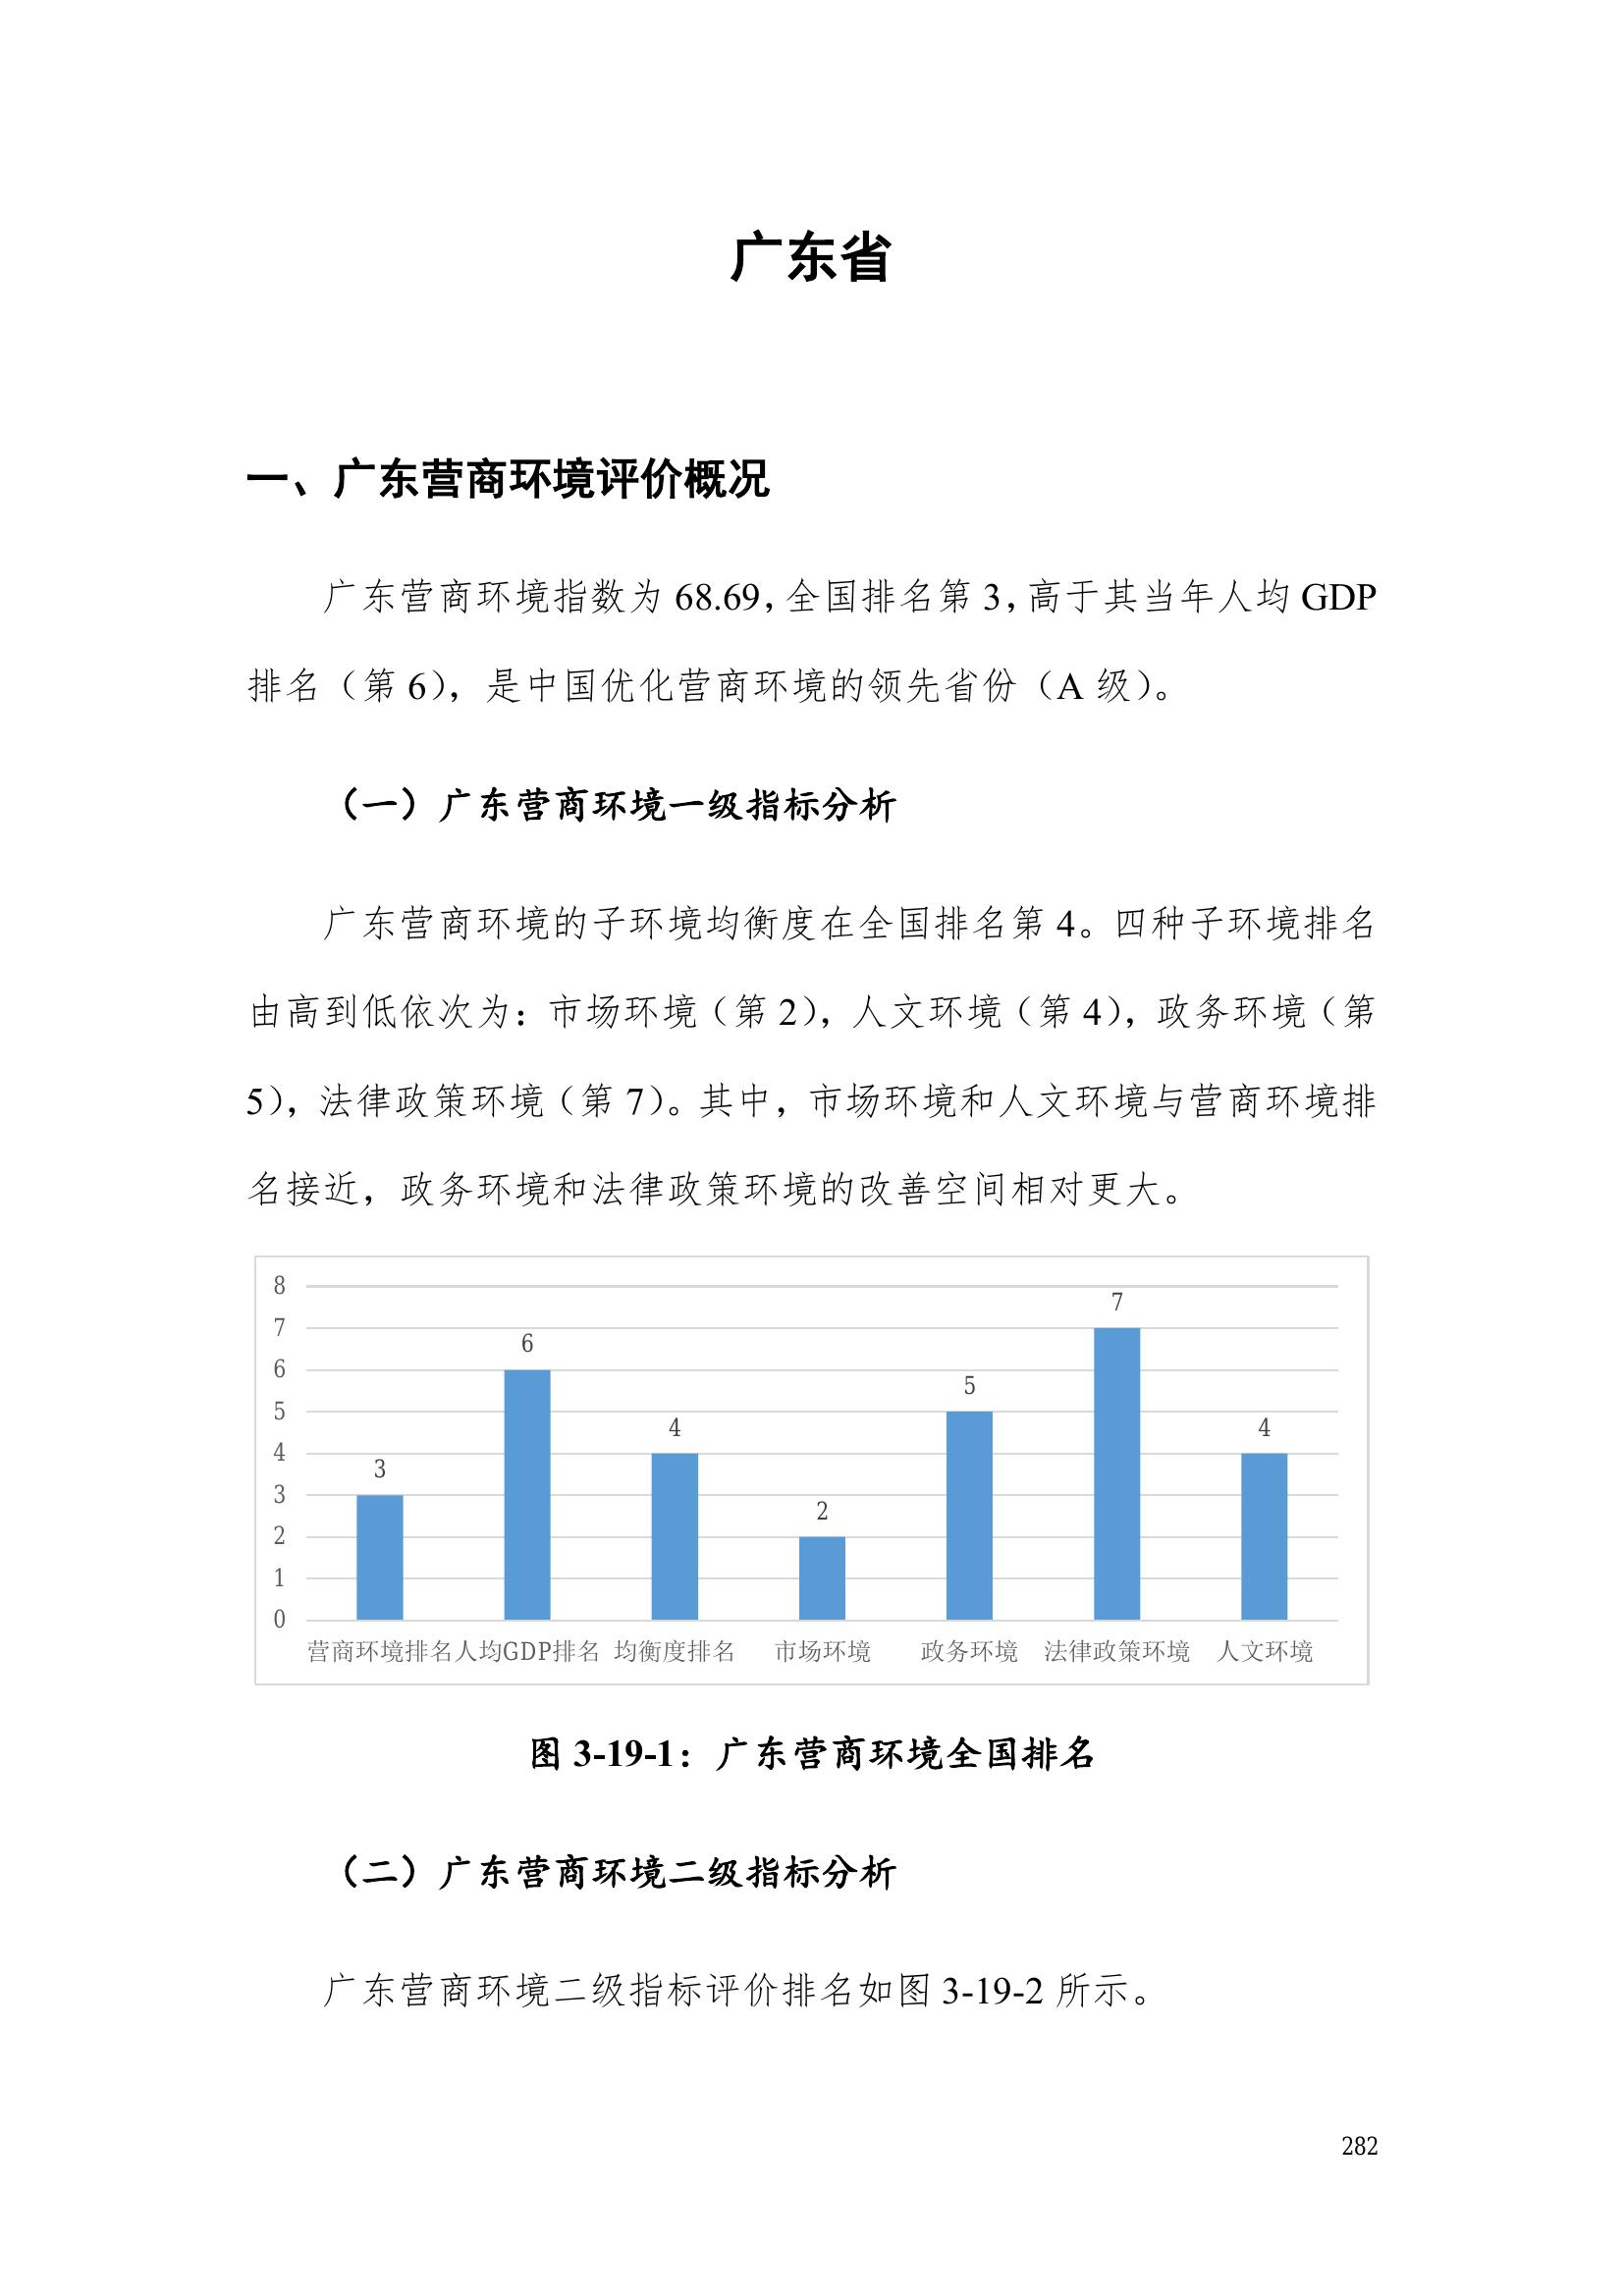 广东省
一、广东营商环境评价概况
广东营商环境指数为 68.69，全国排名第 3，高于其当年人均 GDP
排名（第 6），是中国优化营商环境的领先省份（A 级）。
（一）广东营商环境一级指标分析
广东营商环境的子环境均衡度在全国排名第 4。四种子环境排名
由高到低依次为：市场环境（第 2），人文环境（第 4），政务环境（第
5），法律政策环境（第 7）。其中，市场环境和人文环境与营商环境排
名接近，政务环境和法律政策环境的改善空间相对更大。
8
7
6
5
4
3
2
1
0
3
6
4
2
5
7
4
营商环境排名 人均GDP排名 均衡度排名 市场环境 政务环境 法律政策环境 人文环境
图 3-19-1：广东营商环境全国排名
（二）广东营商环境二级指标分析
广东营商环境二级指标评价排名如图 3-19-2 所示。
282